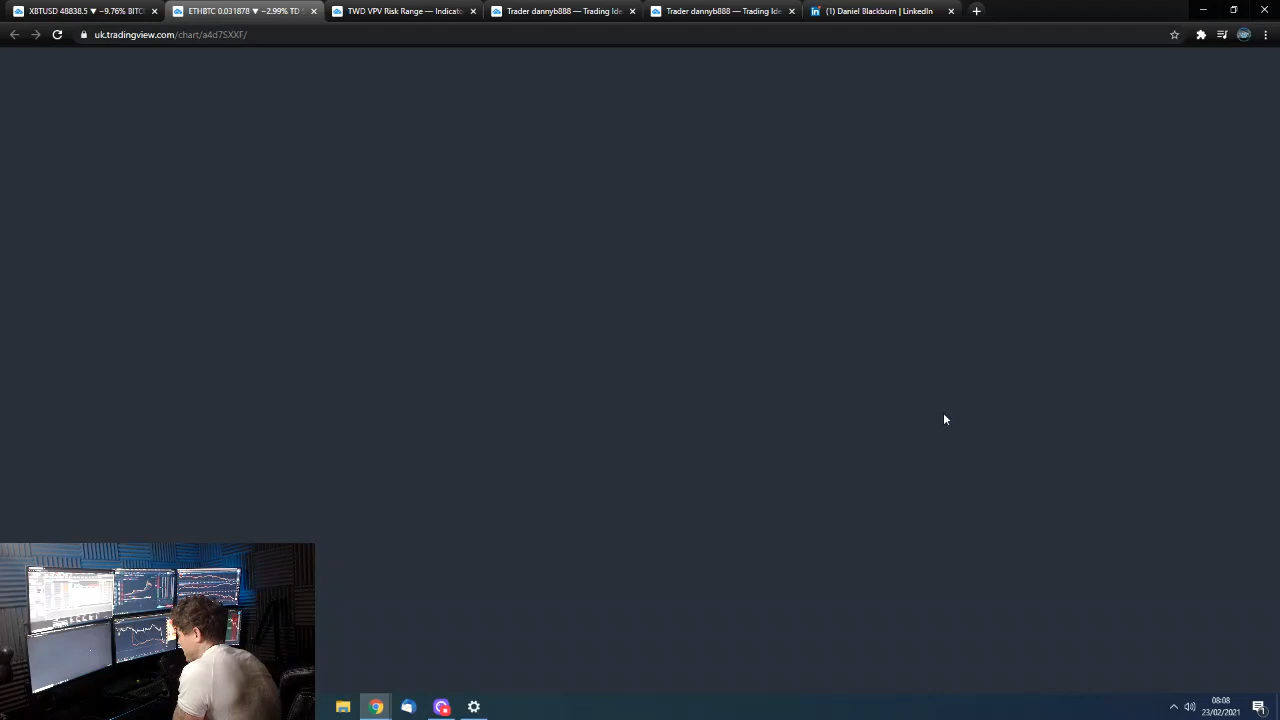 XBTUSD 48838.5 ▼ −9.76% BITC
ETHBTC 0.031878 ▼ −2.99% TD S
TWD VPV Risk Range — Indicat
Trader dannyb888 — Trading Ide
Trader dannyb888 — Trading Ide
(1) Daniel Blackburn | LinkedIn
uk.tradingview.com/chart/a4d7SXXF/
08:08
23/02/2021